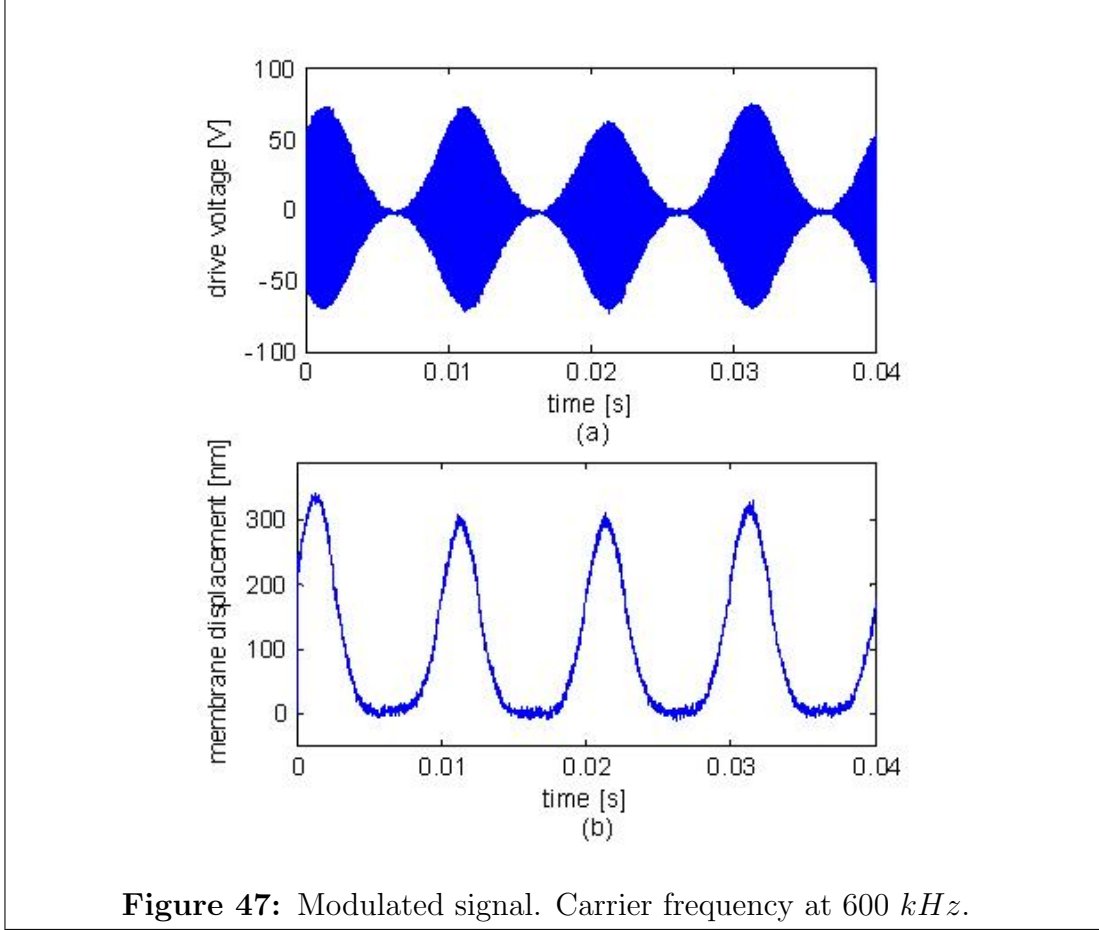 100
50
0
-50
-100
drive voltage [V]
0 0.01 0.02 0.03 0.04
time [s]
(a)
300
200
100
0
membrane displacement [nm]
0 0.01 0.02 0.03 0.04
time [s]
(b)
Figure 47: Modulated signal. Carrier frequency at 600 kHz.